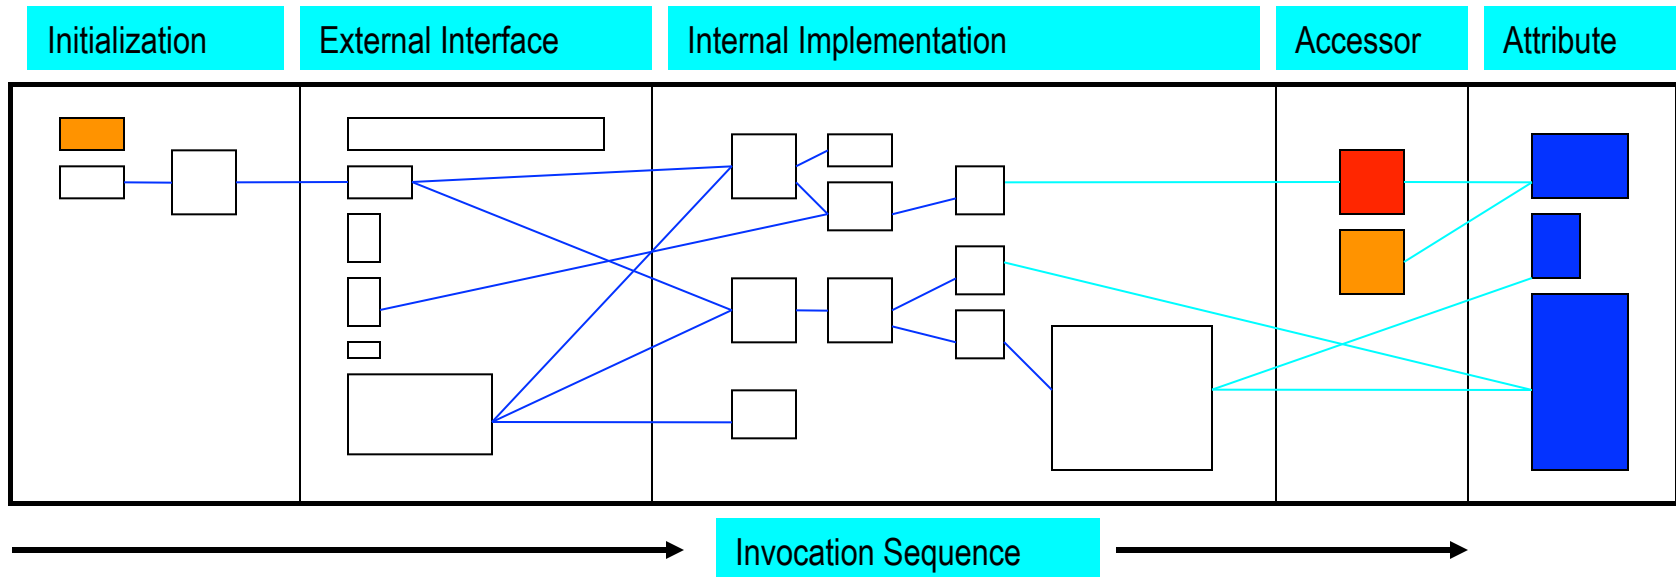 Initialization
External Interface
Internal Implementation
Accessor
Attribute
Invocation Sequence